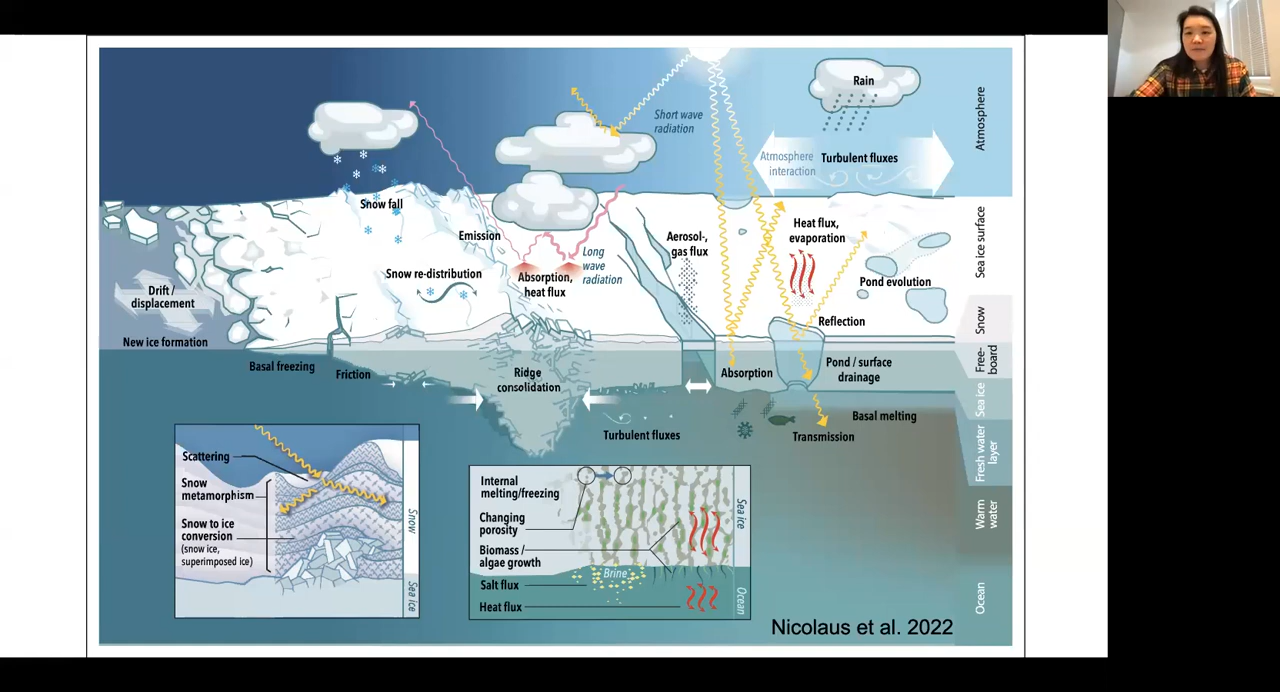 Rain
Short wave
radiation
Atmosphere
interaction
Turbulent fluxes
Atmosphere
Snow fall
Emission
Snow re-distribution
Absorption,
heat flux
Long
wave
radiation
Aerosol-,
gas flux
Heat flux,
evaporation
Pond evolution
Sea ice surface
Drift /
displacement
New ice formation
Reflection
Snow
Basal freezing
Friction
Ridge
consolidation
Absorption
Pond / surface
drainage
Free-
board
Sea ice
Basal melting
Turbulent fluxes
Transmission
Fresh water
layer
Warm
water
Ocean
Scattering
Snow
metamorphism
Snow to ice
conversion
(snow ice,
superimposed ice)
Snow
Sea ice
Internal
melting/freezing
Changing
porosity
Biomass /
algae growth
Salt flux
Heat flux
Brine
Sea ice
Ocean
Nicolaus et al. 2022